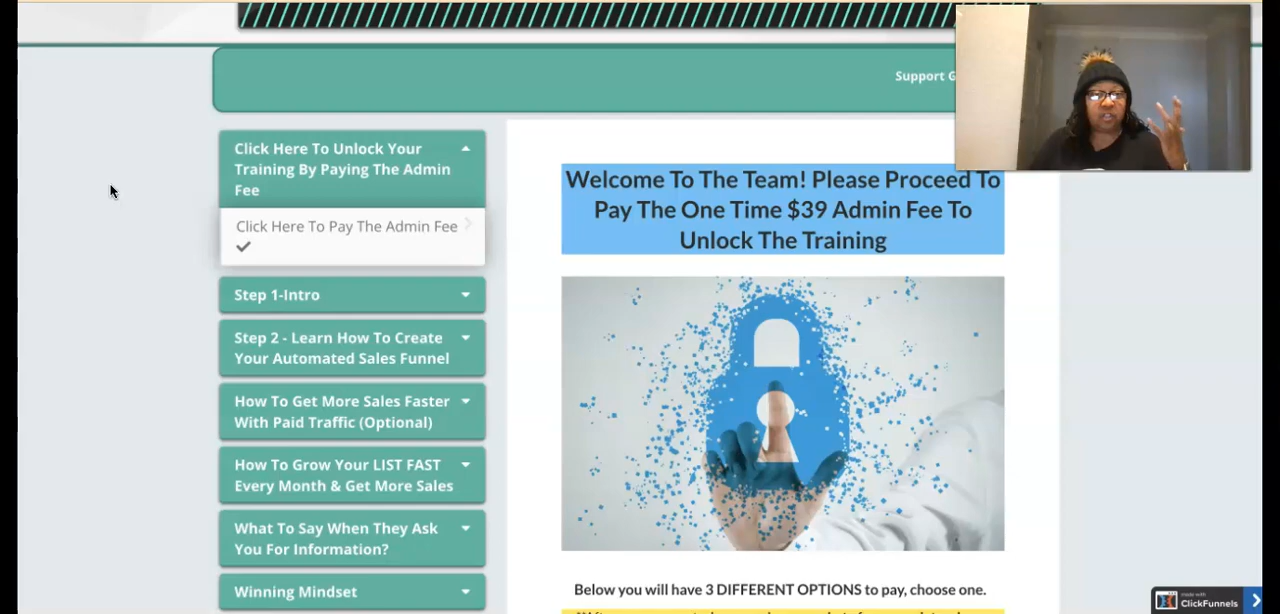 Support G
Click Here To Unlock Your
Training By Paying The Admin
Fee
Click Here To Pay The Admin Fee
Step 1-Intro
Step 2 - Learn How To Create
Your Automated Sales Funnel
How To Get More Sales Faster
With Paid Traffic (Optional)
How To Grow Your LIST FAST
Every Month & Get More Sales
What To Say When They Ask
You For Information?
Winning Mindset
Welcome To The Team! Please Proceed To
Pay The One Time $39 Admin Fee To
Unlock The Training
Below you will have 3 DIFFERENT OPTIONS to pay, choose one.
made with
ClickFunnels